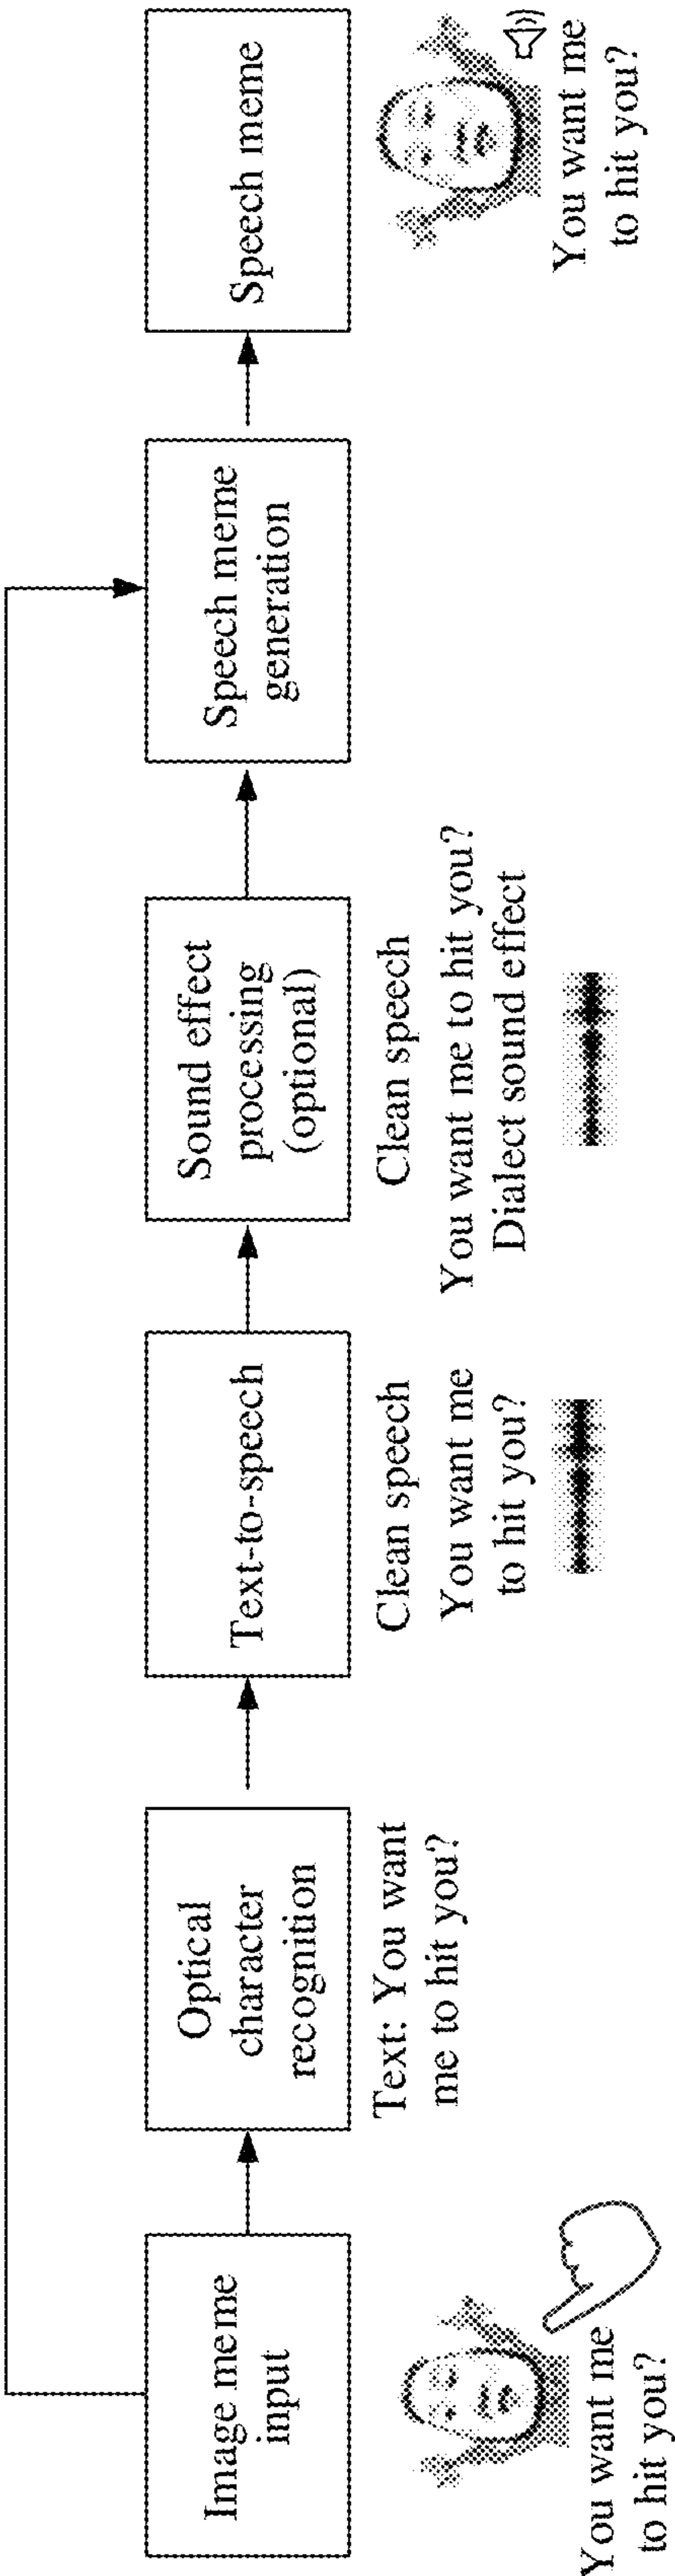 Image meme
input
You want me
to hit you?
Optical
character
recognition
Text: You want
me to hit you?
Text-to-speech
Clean speech
You want me
to hit you?
Sound effect
processing
(optional)
Clean speech
You want me to hit you?
Dialect sound effect
Speech meme
generation
Speech meme
You want me
to hit you?